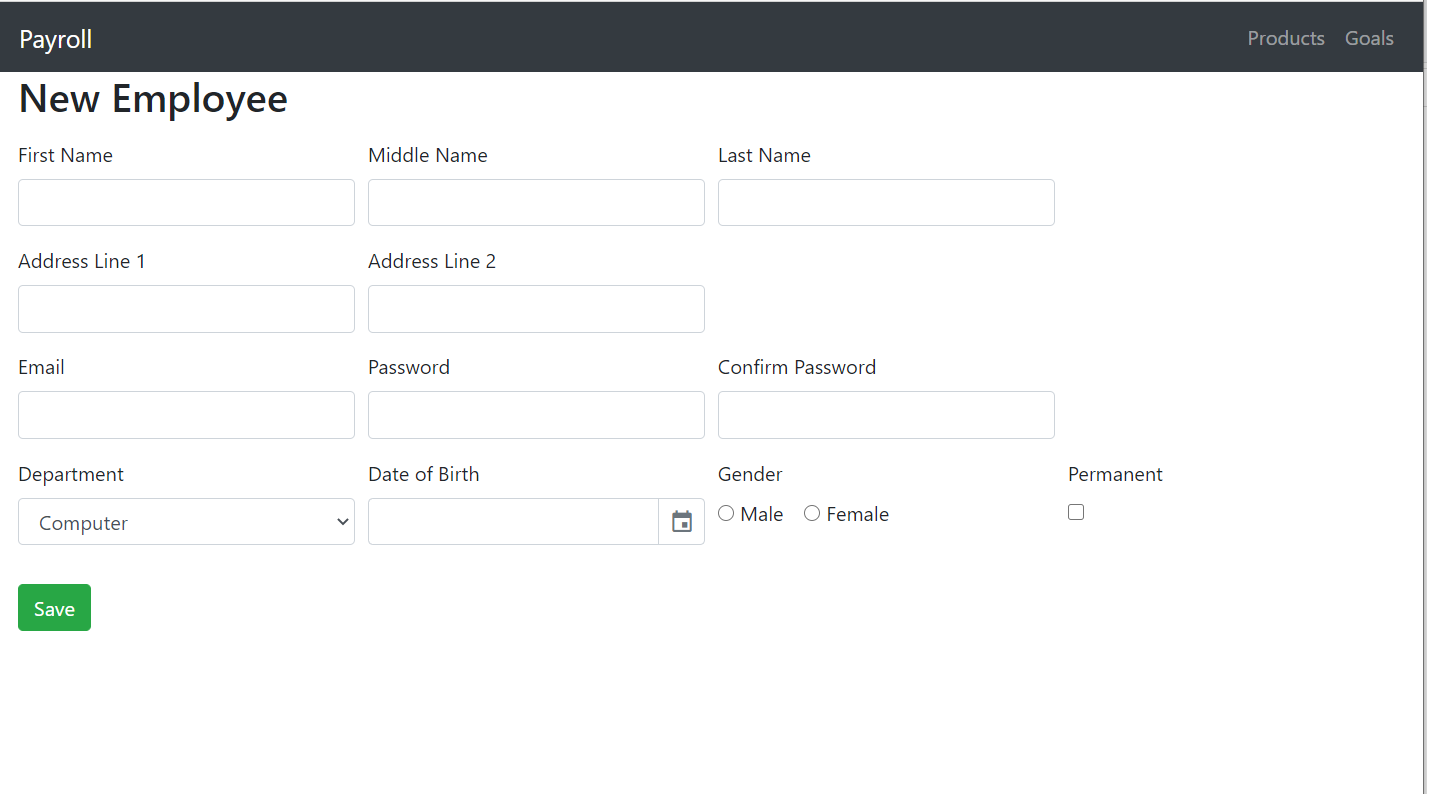 Payroll Products Goals
New Employee
First Name Middle Name Last Name
Address Line 1 Address Line 2
Email Password Confirm Password
Department Date of Birth Gender Permanent
Computer Male Female
Save